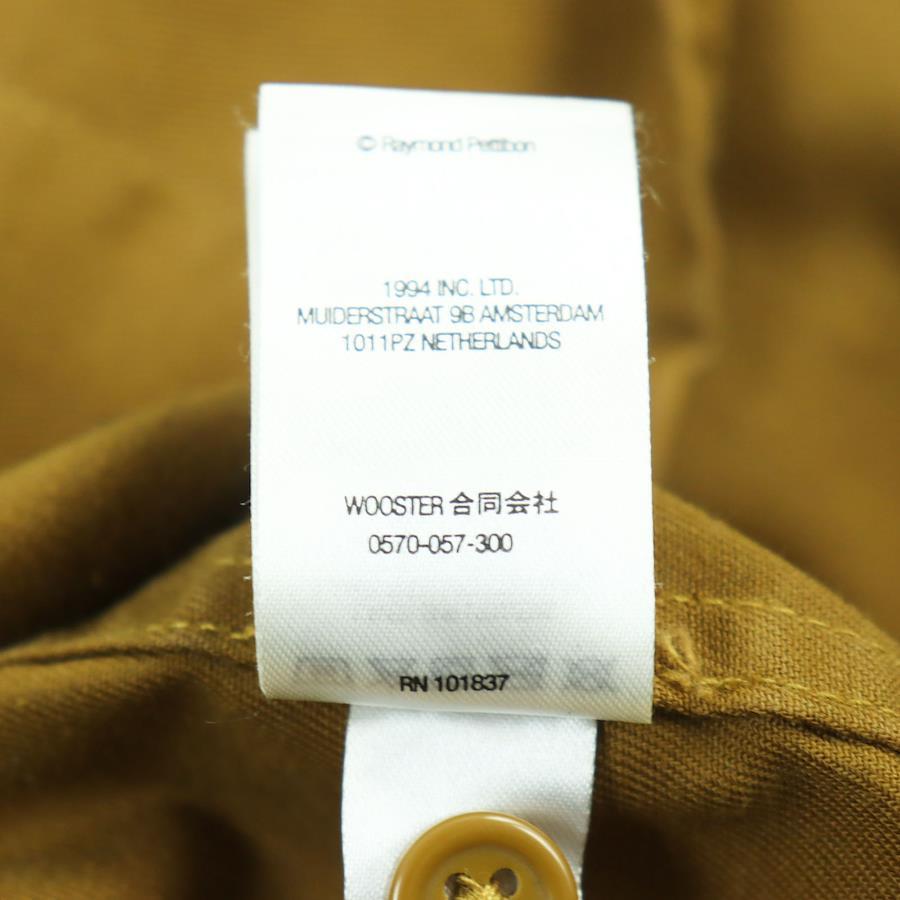 © Raymond Pettibon
1994 INC. LTD.
MUIDERSTRAAT 9B AMSTERDAM
1011PZ NETHERLANDS
WOOSTER 合同会社
0570-057-300
RN 101837